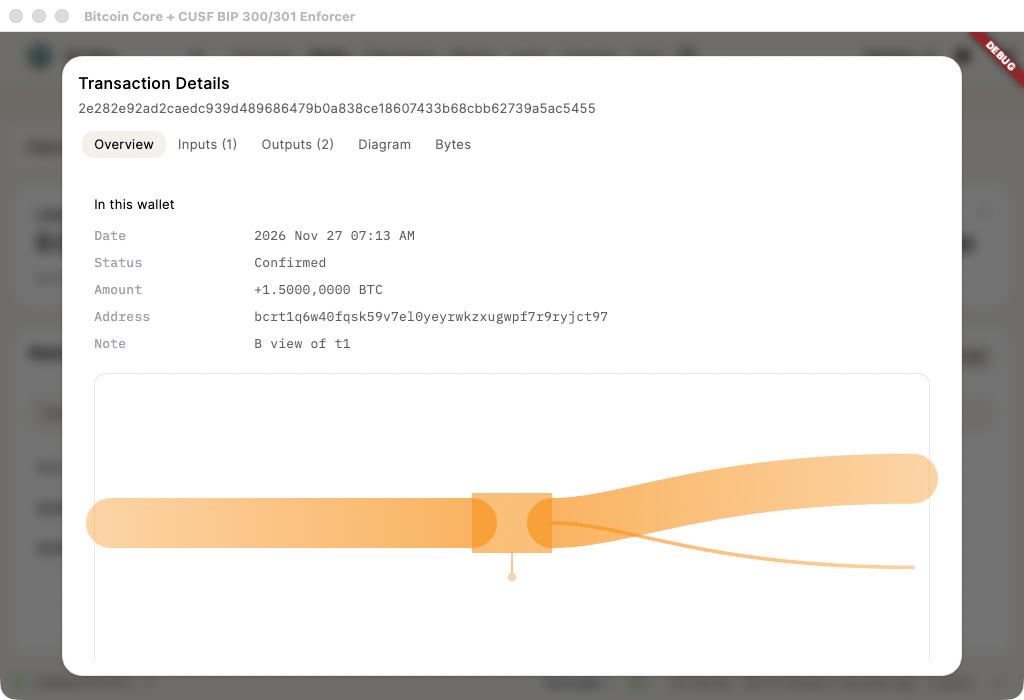 Bitcoin Core + CUSF BIP 300/301 Enforcer
DEBUG
Transaction Details
2e282e92ad2caedc939d489686479b0a838ce18607433b68cbb62739a5ac5455
Overview Inputs (1) Outputs (2) Diagram Bytes
In this wallet
Date 2026 Nov 27 07:13 AM
Status Confirmed
Amount +1.5000,0000 BTC
Address bcrt1q6w40fqsk59v7el0yeyrwkzxugwpf7r9ryjct97
Note B view of t1